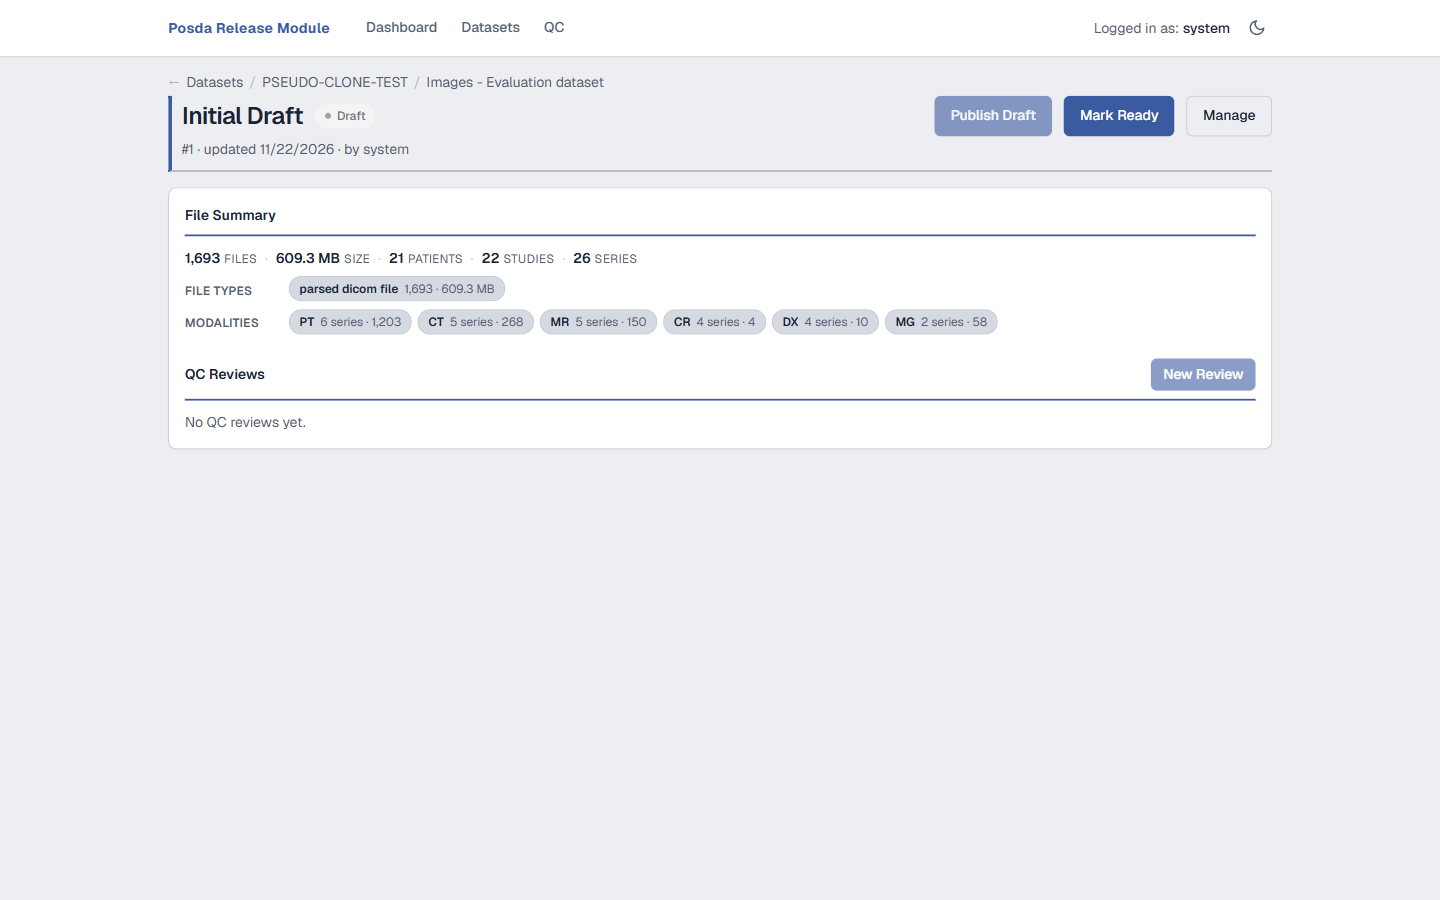 Posda Release Module Dashboard Datasets QC Logged in as: system
← Datasets / PSEUDO-CLONE-TEST / Images - Evaluation dataset
Initial Draft Draft Publish Draft Mark Ready Manage
#1 · updated 11/22/2026 · by system
File Summary
1,693 FILES · 609.3 MB SIZE · 21 PATIENTS · 22 STUDIES · 26 SERIES
FILE TYPES parsed dicom file 1,693 · 609.3 MB
MODALITIES PT 6 series · 1,203 CT 5 series · 268 MR 5 series · 150 CR 4 series · 4 DX 4 series · 10 MG 2 series · 58
QC Reviews New Review
No QC reviews yet.